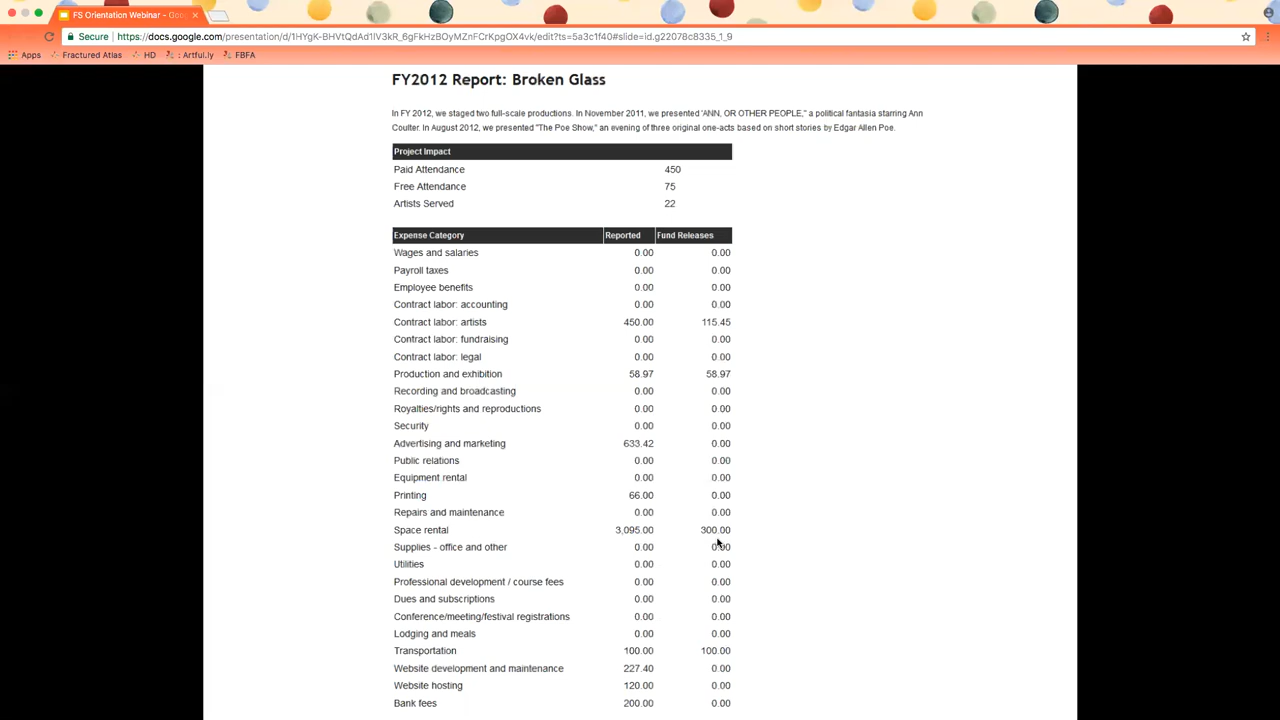 FS Orientation Webinar - Goo
Secure https://docs.google.com/presentation/d/1HYgK-BHVtQdAd1IV3kR_6gFkHzBOyMZnFCrKpgOX4vk/edit?ts=5a3c1f40#slide=id.g22078c8335_1_9
Apps Fractured Atlas HD : Artful.ly FBFA
FY2012 Report: Broken Glass
In FY 2012, we staged two full-scale productions. In November 2011, we presented 'ANN, OR OTHER PEOPLE," a political fantasia starring Ann
Coulter. In August 2012, we presented "The Poe Show," an evening of three original one-acts based on short stories by Edgar Allen Poe.
Project Impact
Paid Attendance 450
Free Attendance 75
Artists Served 22
Expense Category Reported Fund Releases
Wages and salaries 0.00 0.00
Payroll taxes 0.00 0.00
Employee benefits 0.00 0.00
Contract labor: accounting 0.00 0.00
Contract labor: artists 450.00 115.45
Contract labor: fundraising 0.00 0.00
Contract labor: legal 0.00 0.00
Production and exhibition 58.97 58.97
Recording and broadcasting 0.00 0.00
Royalties/rights and reproductions 0.00 0.00
Security 0.00 0.00
Advertising and marketing 633.42 0.00
Public relations 0.00 0.00
Equipment rental 0.00 0.00
Printing 66.00 0.00
Repairs and maintenance 0.00 0.00
Space rental 3,095.00 300.00
Supplies - office and other 0.00 0.00
Utilities 0.00 0.00
Professional development / course fees 0.00 0.00
Dues and subscriptions 0.00 0.00
Conference/meeting/festival registrations 0.00 0.00
Lodging and meals 0.00 0.00
Transportation 100.00 100.00
Website development and maintenance 227.40 0.00
Website hosting 120.00 0.00
Bank fees 200.00 0.00